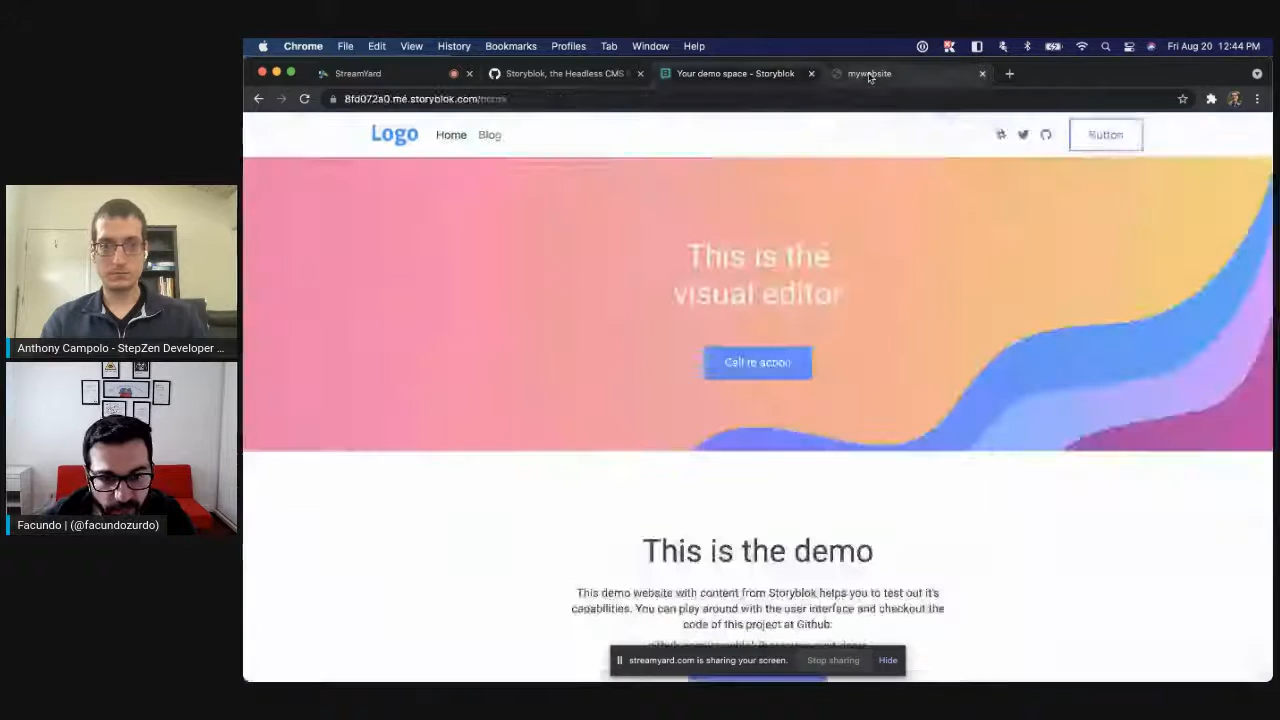 Chrome File Edit View History Bookmarks Profiles Tab Window Help Fri Aug 20 12:44 PM
StreamYard
Storyblok, the Headless CMS
Your demo space - Storyblok
mywebsite
8fd072a0.me.storyblok.com/
Logo Home Blog Button
This is the
visual editor
Call to action
This is the demo
This demo website with content from Storyblok helps you to test out it's
capabilities. You can play around with the user interface and checkout the
code of this project at Github:
streamyard.com is sharing your screen. Stop sharing Hide
Anthony Campolo - StepZen Developer ...
Facundo | (@facundozurdo)